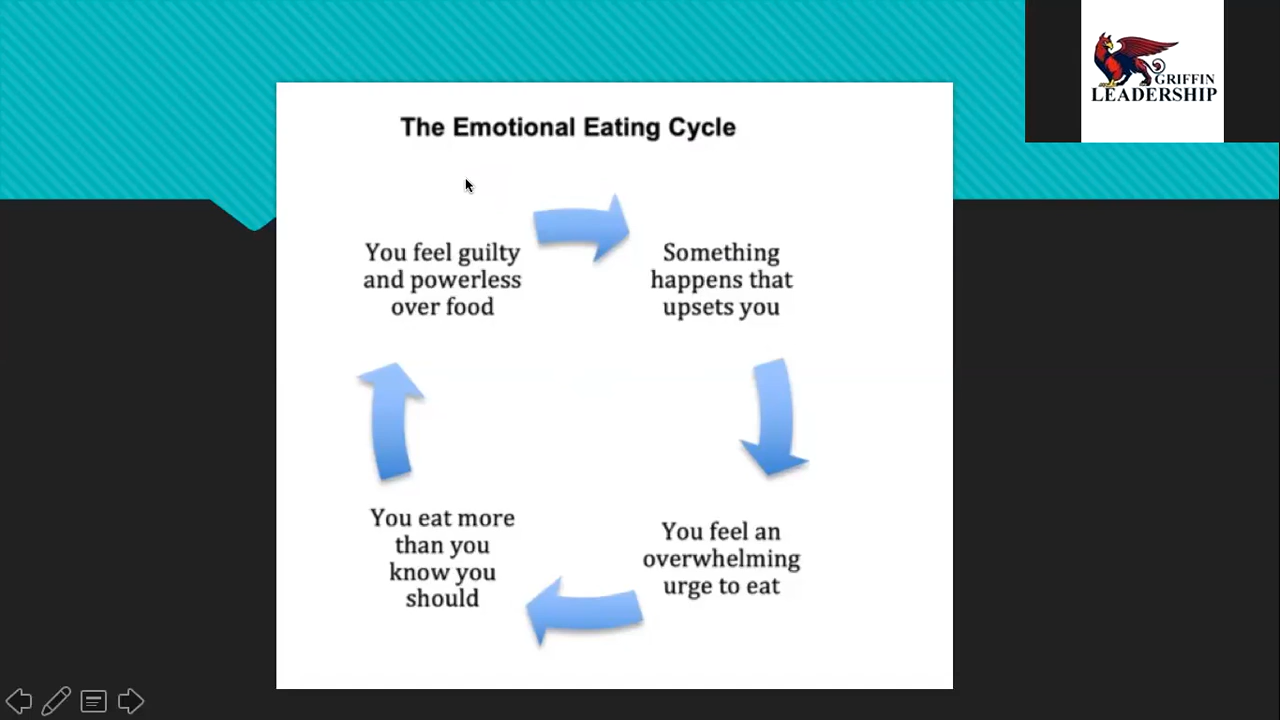 GRIFFIN
LEADERSHIP
The Emotional Eating Cycle
You feel guilty
and powerless
over food
Something
happens that
upsets you
You eat more
than you
know you
should
You feel an
overwhelming
urge to eat